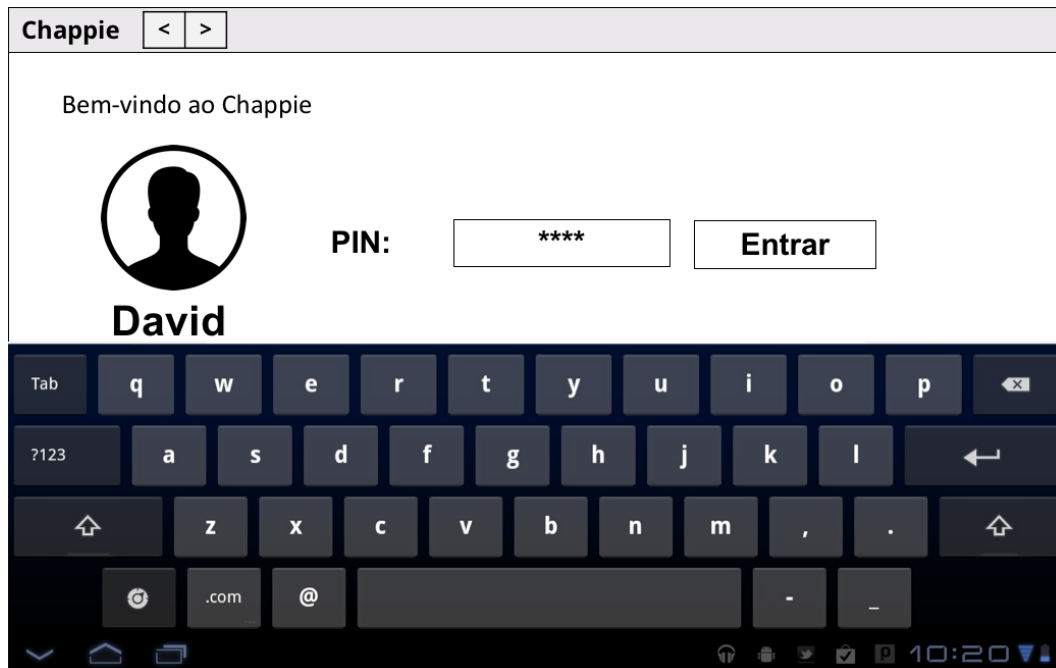 Chappie < >
Bem-vindo ao Chappie
PIN: **** Entrar
David
Tab q w e r t y u i o p
?123 a s d f g h j k l
z x c v b n m , .
.com @ - _
10:20